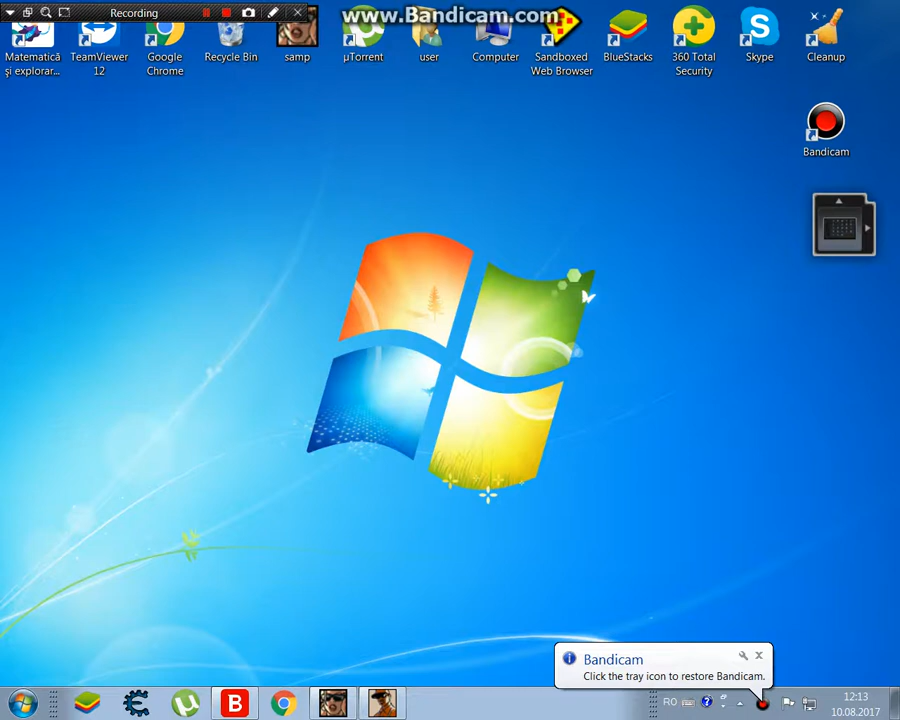 Recording
www.Bandicam.com
Matematică
și explorar...
TeamViewer
12
Google
Chrome
Recycle Bin
samp
µTorrent
user
Computer
Sandboxed
Web Browser
BlueStacks
360 Total
Security
Skype
Cleanup
Bandicam
Bandicam
Click the tray icon to restore Bandicam.
B
RO
12:13
10.08.2017